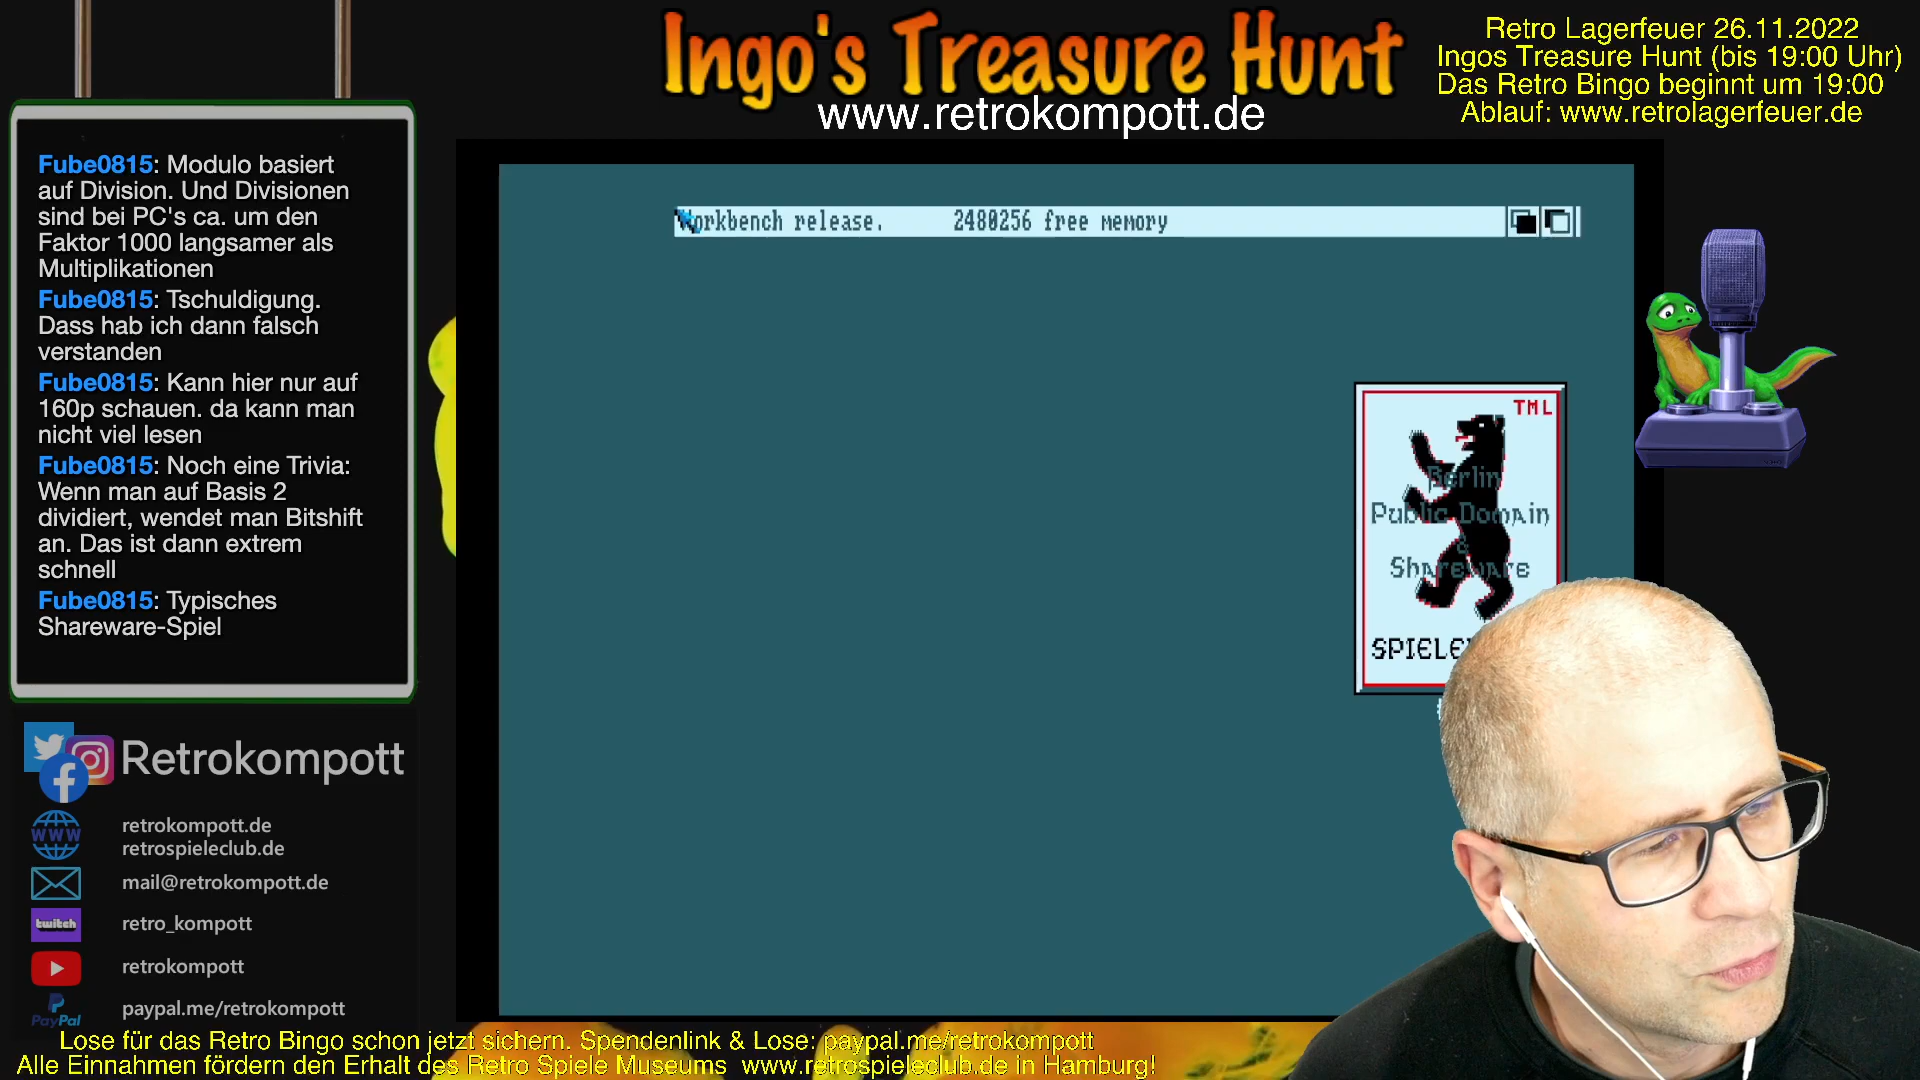 Ingo's Treasure Hunt
www.retrokompott.de
Retro Lagerfeuer 26.11.2022
Ingos Treasure Hunt (bis 19:00 Uhr)
Das Retro Bingo beginnt um 19:00
Ablauf: www.retrolagerfeuer.de
Fube0815: Modulo basiert
auf Division. Und Divisionen
sind bei PC's ca. um den
Faktor 1000 langsamer als
Multiplikationen
Fube0815: Tschuldigung.
Dass hab ich dann falsch
verstanden
Fube0815: Kann hier nur auf
160p schauen. da kann man
nicht viel lesen
Fube0815: Noch eine Trivia:
Wenn man auf Basis 2
dividiert, wendet man Bitshift
an. Das ist dann extrem
schnell
Fube0815: Typisches
Shareware-Spiel
Workbench release. 2480256 free memory
TML
Berlin
Public Domain
&
Shareware
Retrokompott
www
retrokompott.de
retrospieleclub.de
mail@retrokompott.de
twitch
retro_kompott
retrokompott
PayPal
paypal.me/retrokompott
Lose für das Retro Bingo schon jetzt sichern. Spendenlink & Lose: paypal.me/retrokompott
Alle Einnahmen fördern den Erhalt des Retro Spiele Museums www.retrospieleclub.de in Hamburg!